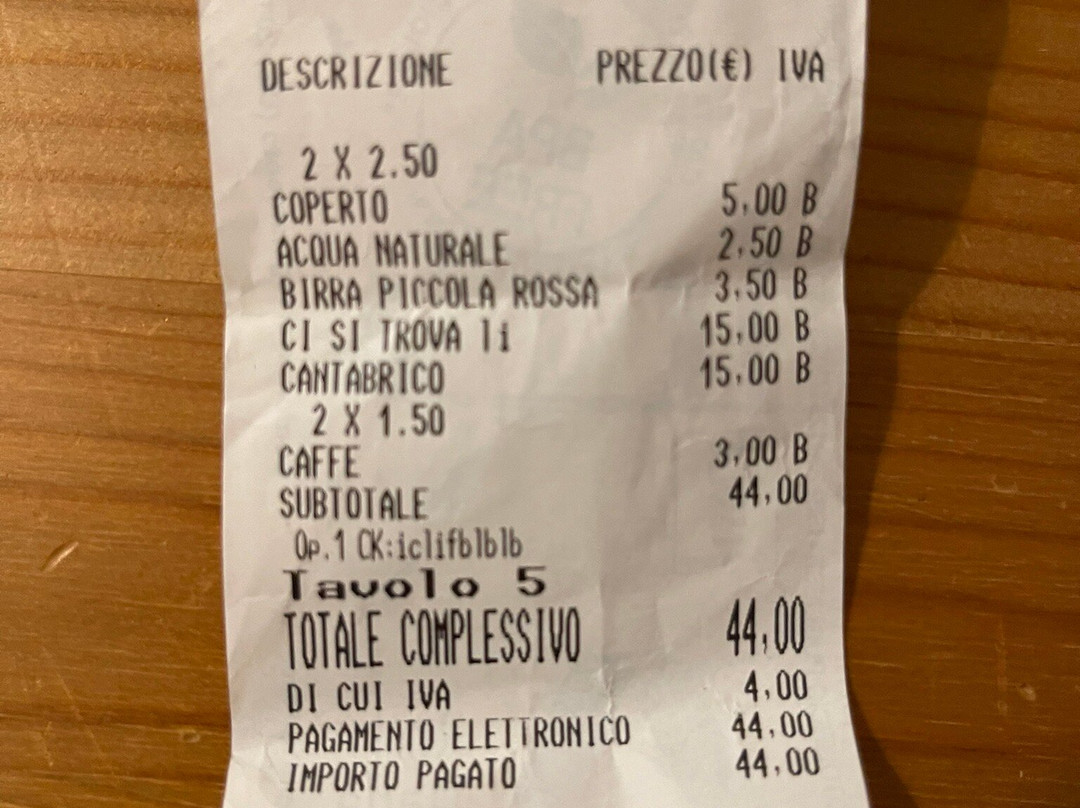 DESCRIZIONE PREZZO(€) IVA
2 X 2.50
COPERTO 5,00 B
ACQUA NATURALE 2,50 B
BIRRA PICCOLA ROSSA 3,50 B
CI SI TROVA lì 15,00 B
CANTABRICO 15,00 B
2 X 1.50
CAFFE 3,00 B
SUBTOTALE 44,00
Op.1 CK:iclifblblb
Tavolo 5
TOTALE COMPLESSIVO 44,00
DI CUI IVA 4,00
PAGAMENTO ELETTRONICO 44,00
IMPORTO PAGATO 44,00